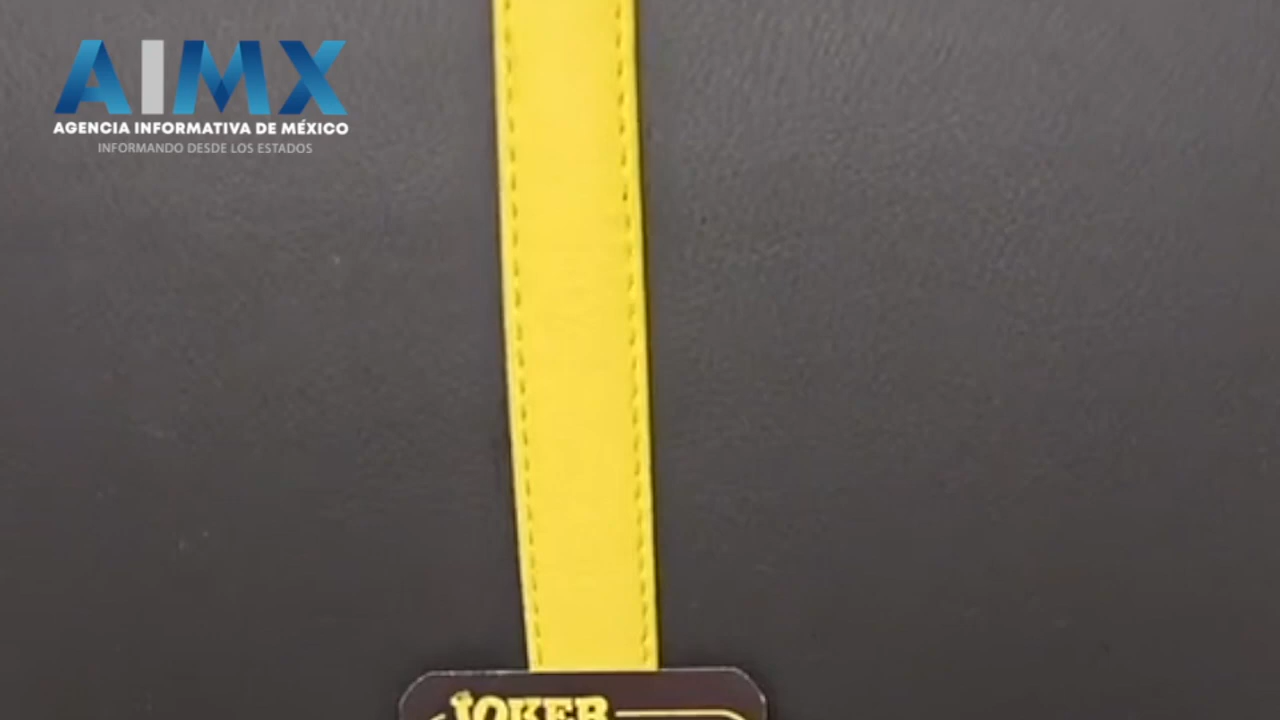 AIMX
AGENCIA INFORMATIVA DE MÉXICO
INFORMANDO DESDE LOS ESTADOS
JOKER